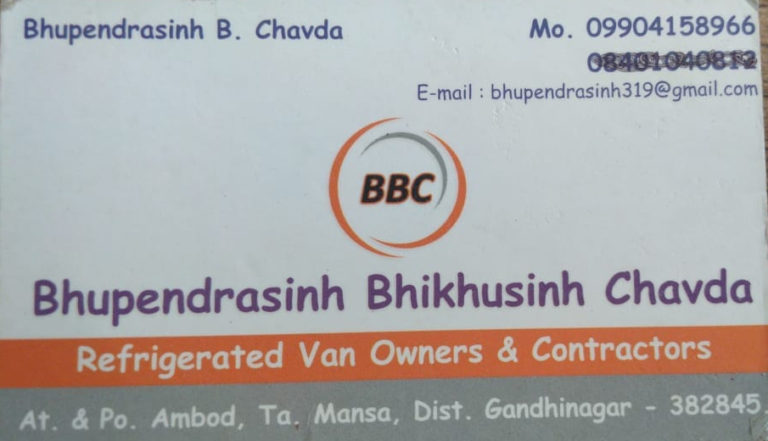 Bhupendrasinh B. Chavda
Mo. 09904158966
E-mail : bhupendrasinh319@gmail.com
BBC
Bhupendrasinh Bhikhusinh Chavda
Refrigerated Van Owners & Contractors
At. & Po. Ambod, Ta. Mansa, Dist. Gandhinagar - 382845.